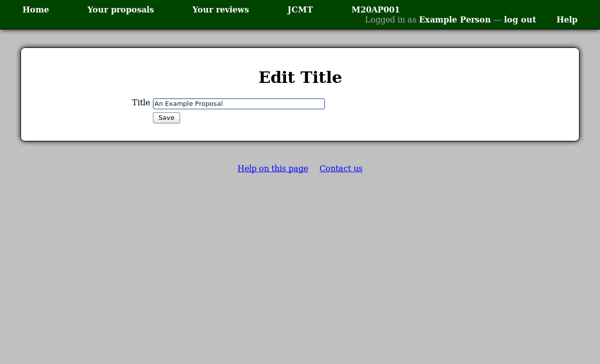 Home Your proposals Your reviews JCMT M20AP001
Logged in as Example Person — log out Help
Edit Title
Title An Example Proposal
Save
Help on this page Contact us